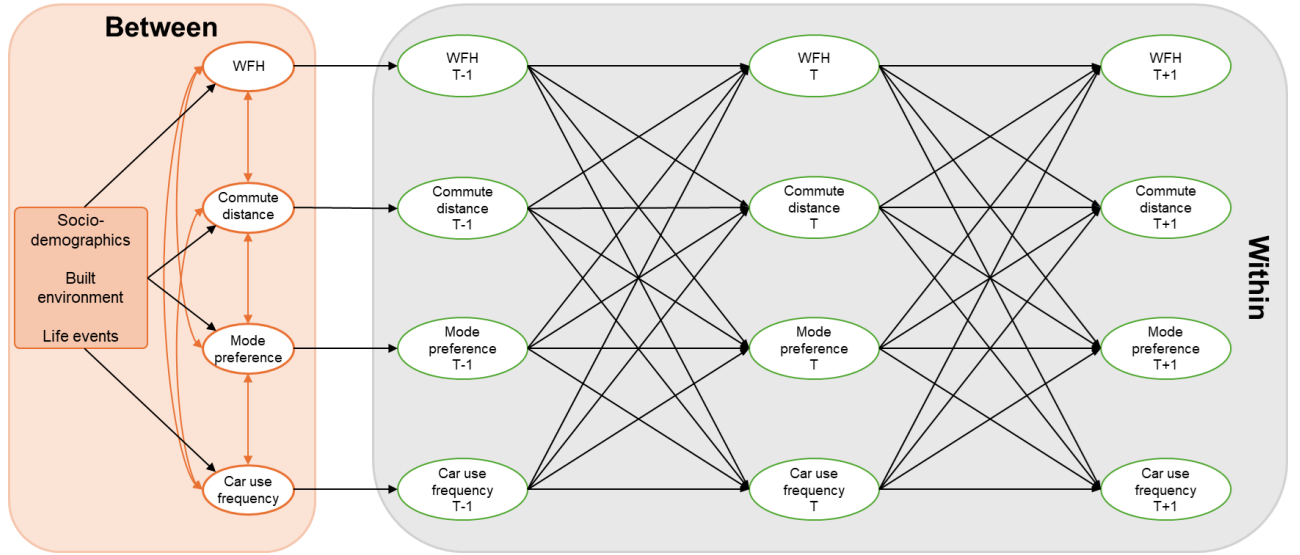 Between
WFH
Commute
distance
Socio-
demographics
Built
environment
Life events
Mode
preference
Car use
frequency
WFH
T-1
WFH
T
WFH
T+1
Commute
distance
T-1
Commute
distance
T
Commute
distance
T+1
Mode
preference
T-1
Mode
preference
T
Mode
preference
T+1
Car use
frequency
T-1
Car use
frequency
T
Car use
frequency
T+1
Within